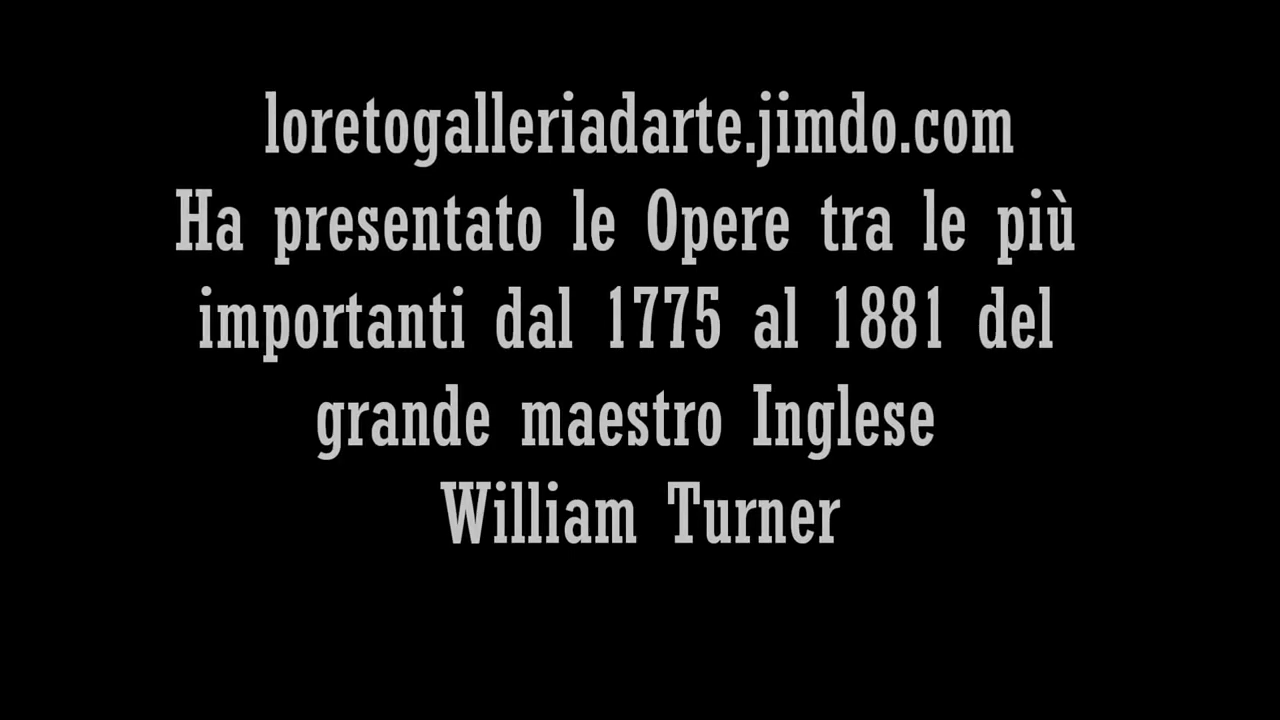 loretogalleriadarte.jimdo.com
Ha presentato le Opere tra le più
importanti dal 1775 al 1881 del
grande maestro Inglese
William Turner